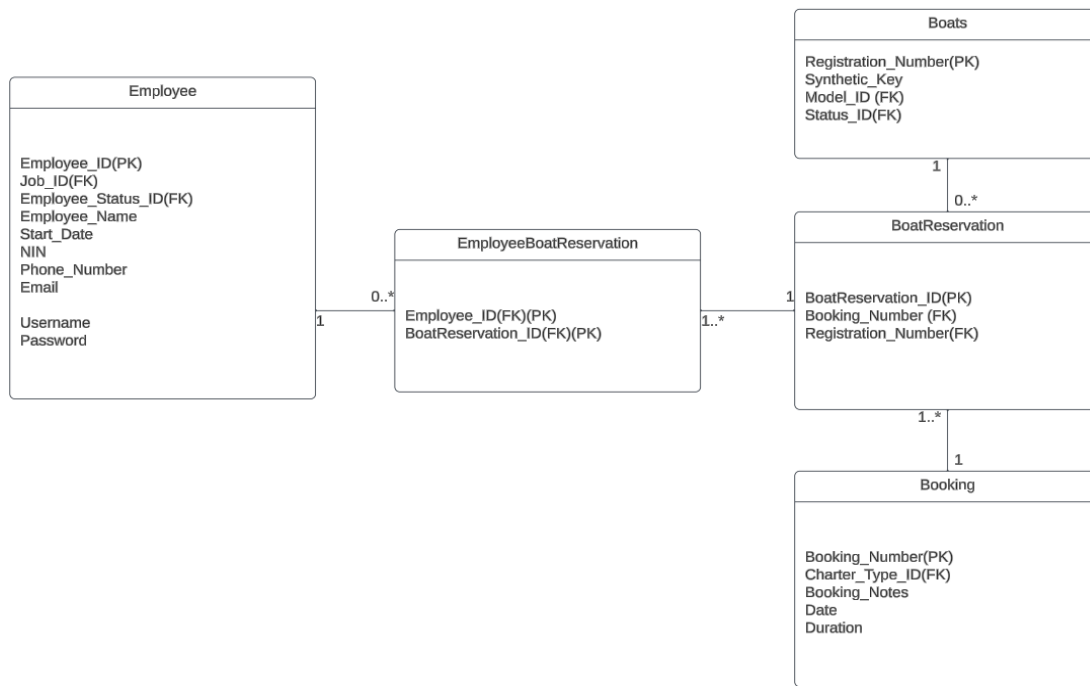 Boats
Registration_Number(PK)
Synthetic_Key
Model_ID (FK)
Status_ID(FK)
1
0..*
Employee
Employee_ID(PK)
Job_ID(FK)
Employee_Status_ID(FK)
Employee_Name
Start_Date
NIN
Phone_Number
Email
Username
Password
1
0..*
EmployeeBoatReservation
Employee_ID(FK)(PK)
BoatReservation_ID(FK)(PK)
1..*
1
BoatReservation
BoatReservation_ID(PK)
Booking_Number (FK)
Registration_Number(FK)
1..*
1
Booking
Booking_Number(PK)
Charter_Type_ID(FK)
Booking_Notes
Date
Duration